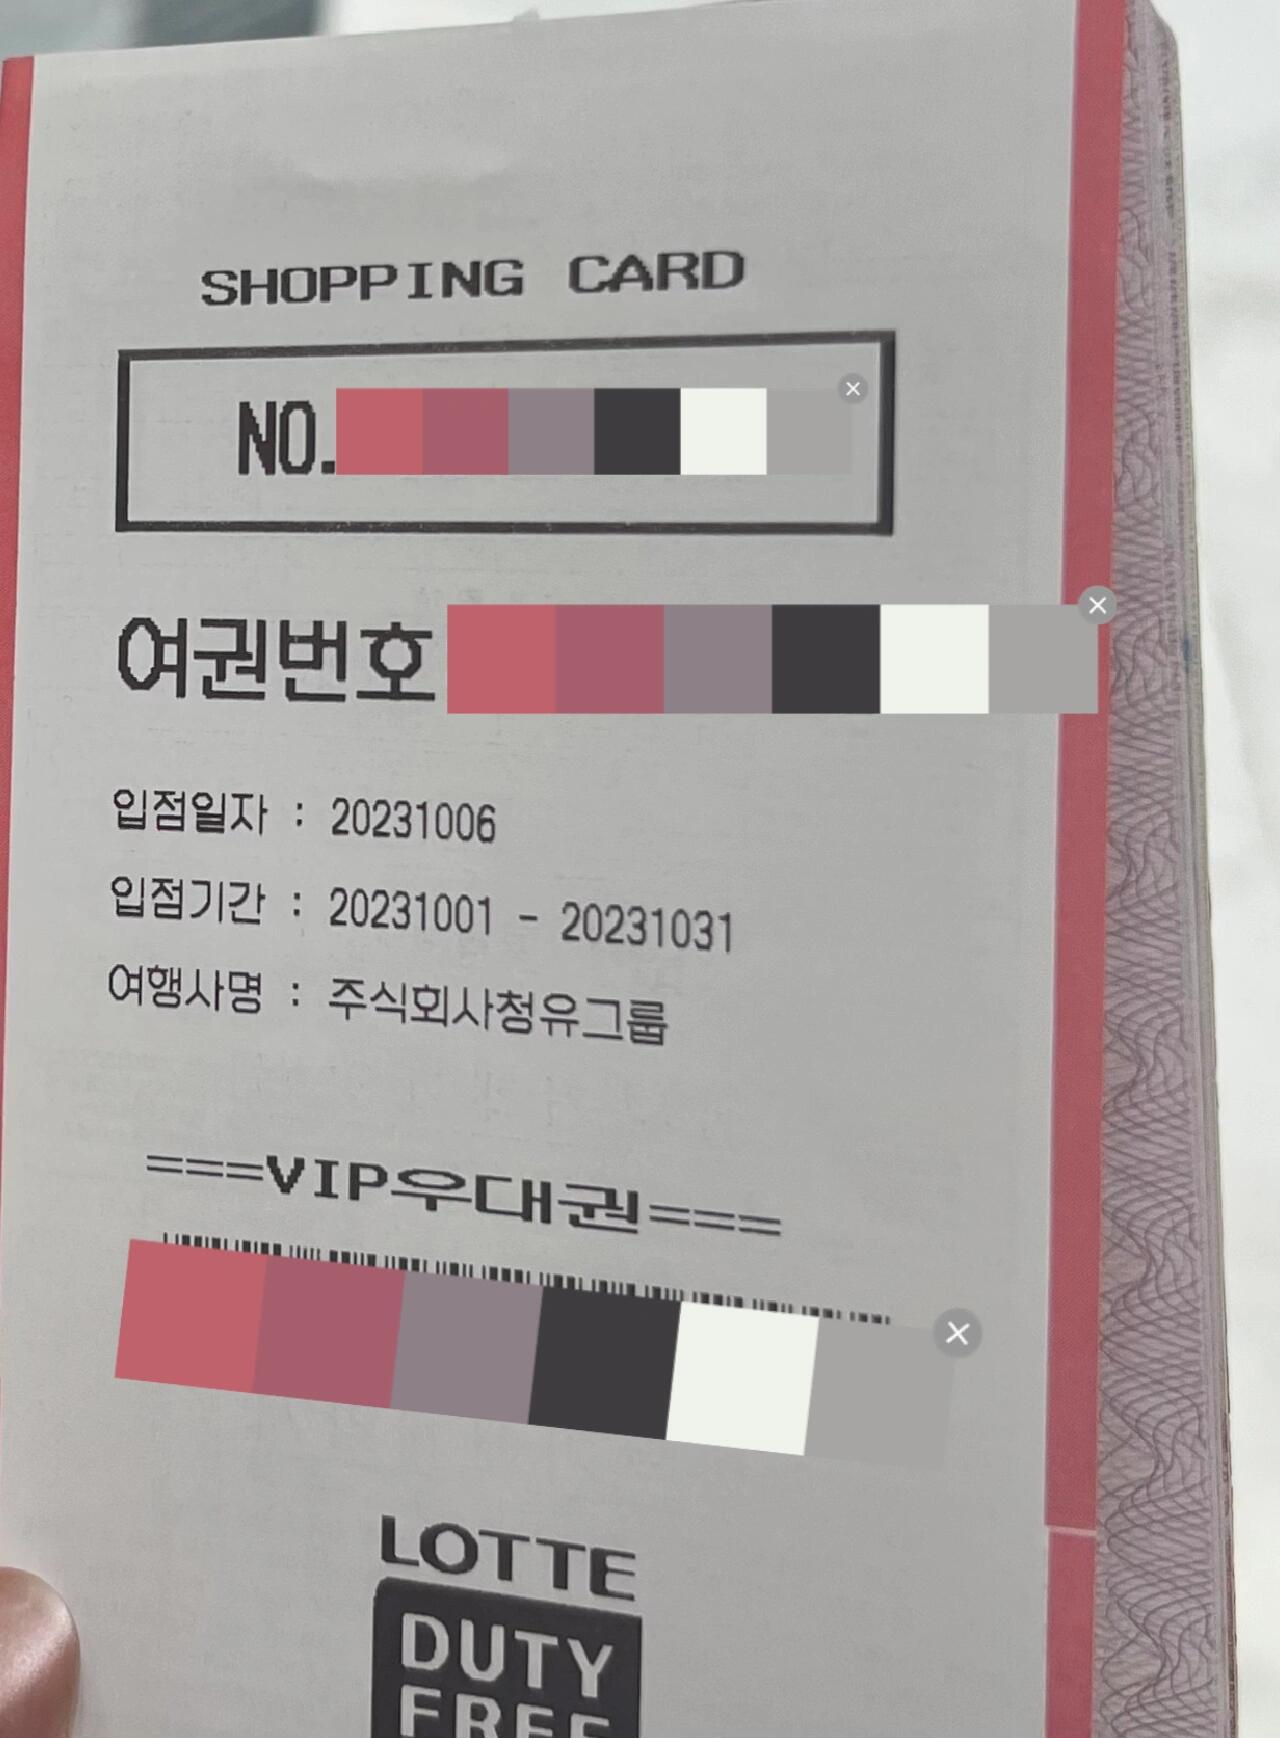 SHOPPING CARD
NO.
여권번호
입점일자 : 20231006
입점기간 : 20231001 - 20231031
여행사명 : 주식회사청유그룹
===VIP우대권===
LOTTE
DUTY
FREE